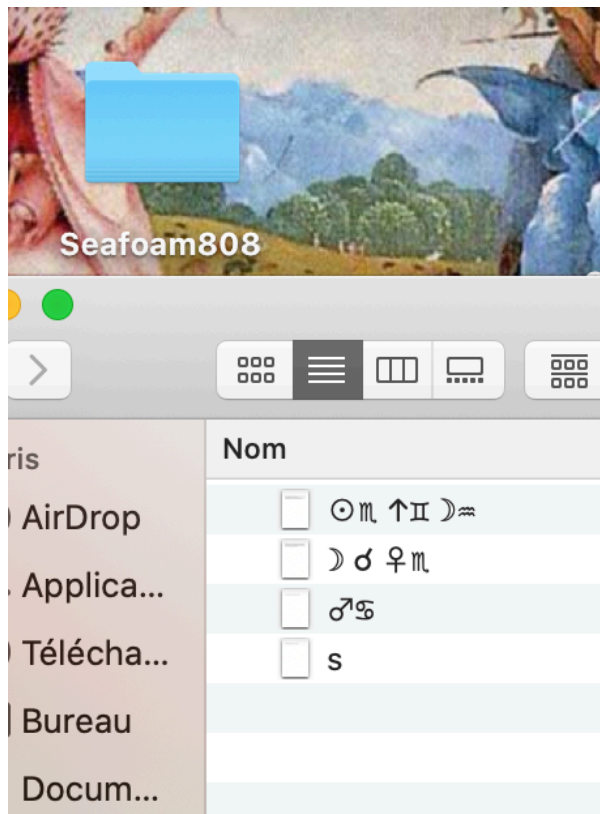 Seafoam808
ris
Nom
AirDrop
☉♏ ↑♊☽♒
Applica...
☽☌♀♏
Télécha...
♂♋
s
Bureau
Docum...